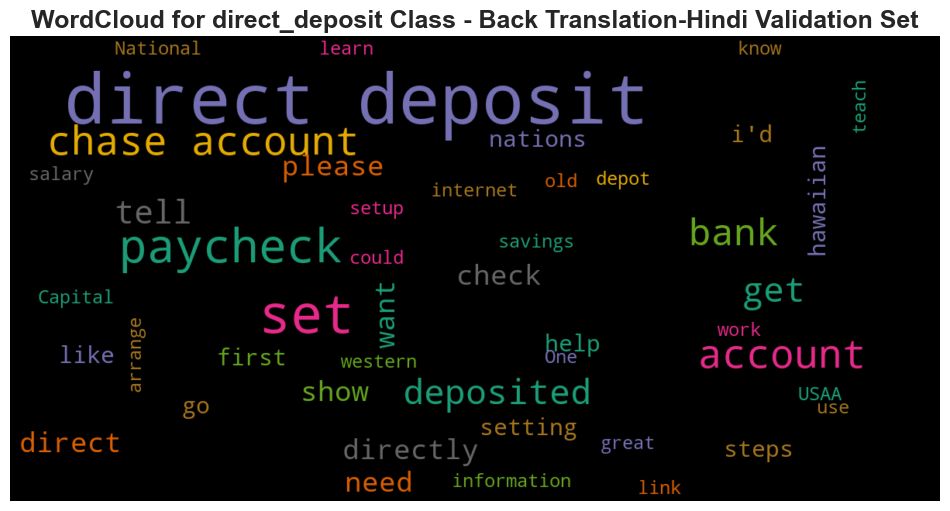 WordCloud for direct_deposit Class - Back Translation-Hindi Validation Set
National
learn
know
direct deposit
teach
chase account
nations
i'd
please
hawaiian
salary
internet
old
depot
tell
setup
paycheck
could
savings
bank
check
Capital
want
get
set
arrange
like
first
western
help
One
work
account
show
deposited
USAA
go
use
direct
directly
setting
great
steps
need
information
link